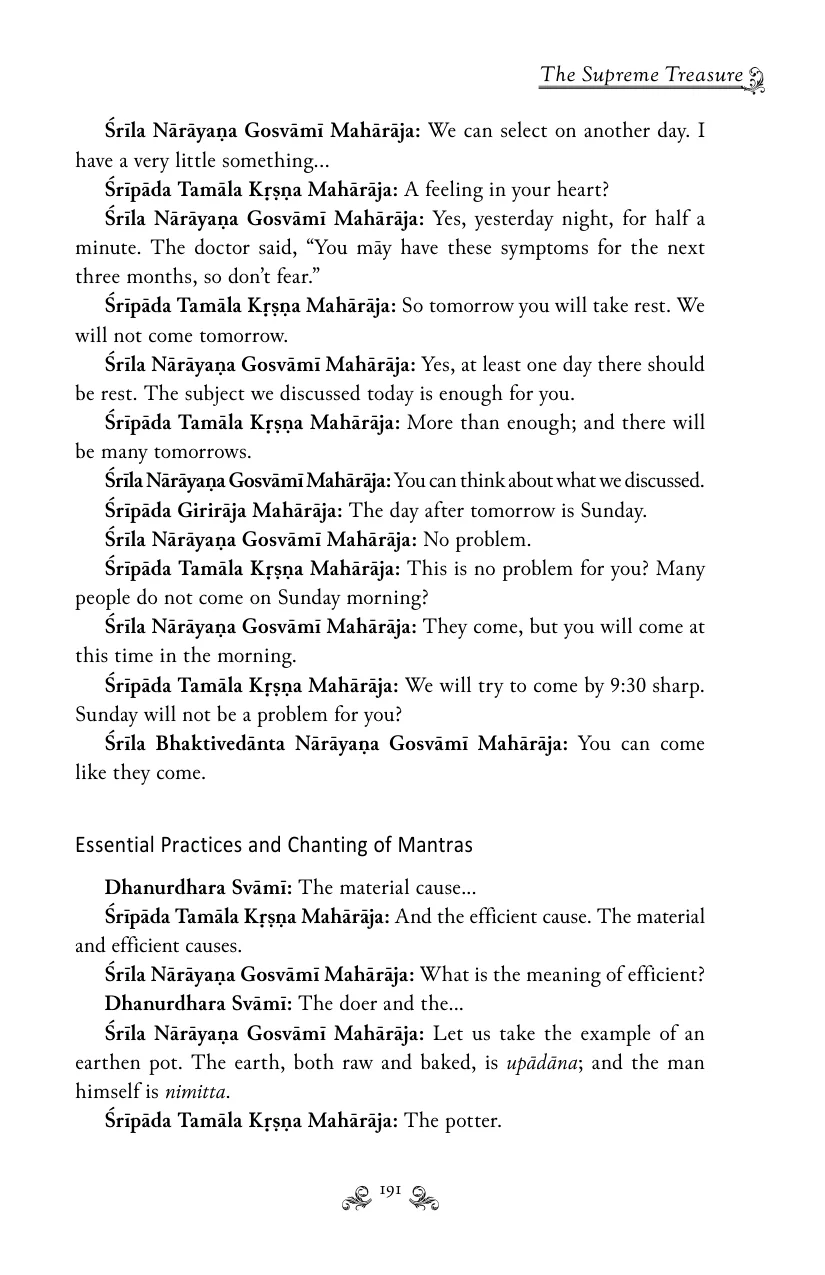 The Supreme Treasure
Śrīla Nārāyaṇa Gosvāmī Mahārāja: We can select on another day. I
have a very little something...
Śrīpāda Tamāla Kṛṣṇa Mahārāja: A feeling in your heart?
Śrīla Nārāyaṇa Gosvāmī Mahārāja: Yes, yesterday night, for half a
minute. The doctor said, “You māy have these symptoms for the next
three months, so don’t fear.”
Śrīpāda Tamāla Kṛṣṇa Mahārāja: So tomorrow you will take rest. We
will not come tomorrow.
Śrīla Nārāyaṇa Gosvāmī Mahārāja: Yes, at least one day there should
be rest. The subject we discussed today is enough for you.
Śrīpāda Tamāla Kṛṣṇa Mahārāja: More than enough; and there will
be many tomorrows.
Śrīla Nārāyaṇa Gosvāmī Mahārāja: You can think about what we discussed.
Śrīpāda Girirāja Mahārāja: The day after tomorrow is Sunday.
Śrīla Nārāyaṇa Gosvāmī Mahārāja: No problem.
Śrīpāda Tamāla Kṛṣṇa Mahārāja: This is no problem for you? Many
people do not come on Sunday morning?
Śrīla Nārāyaṇa Gosvāmī Mahārāja: They come, but you will come at
this time in the morning.
Śrīpāda Tamāla Kṛṣṇa Mahārāja: We will try to come by 9:30 sharp.
Sunday will not be a problem for you?
Śrīla Bhaktivedānta Nārāyaṇa Gosvāmī Mahārāja: You can come
like they come.
Essential Practices and Chanting of Mantras
Dhanurdhara Svāmī: The material cause...
Śrīpāda Tamāla Kṛṣṇa Mahārāja: And the efficient cause. The material
and efficient causes.
Śrīla Nārāyaṇa Gosvāmī Mahārāja: What is the meaning of efficient?
Dhanurdhara Svāmī: The doer and the...
Śrīla Nārāyaṇa Gosvāmī Mahārāja: Let us take the example of an
earthen pot. The earth, both raw and baked, is upādāna; and the man
himself is nimitta.
Śrīpāda Tamāla Kṛṣṇa Mahārāja: The potter.
191